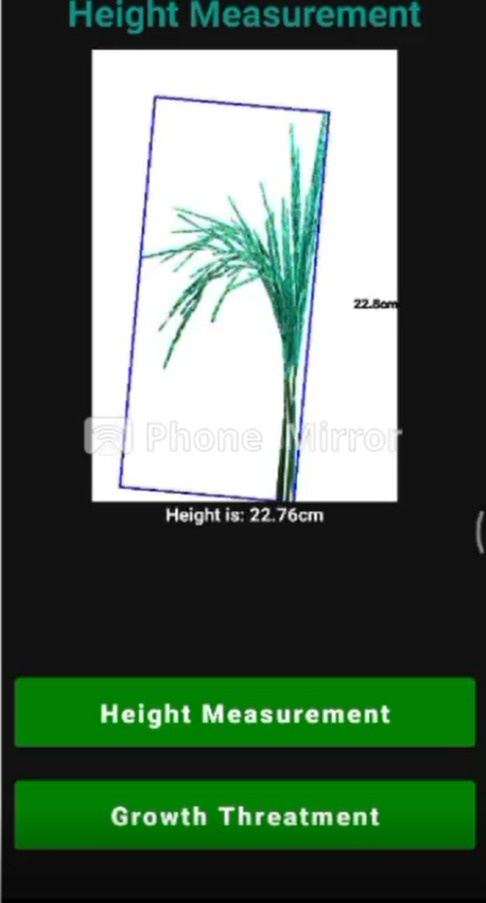 Height Measurement
22.8cm
Phone Mirror
Height is: 22.76cm
Height Measurement
Growth Threatment